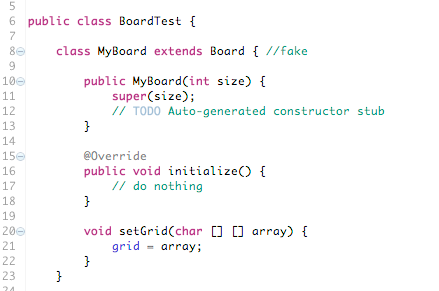 5
6 public class BoardTest {
7
8 class MyBoard extends Board { //fake
9
10 public MyBoard(int size) {
11 super(size);
12 // TODO Auto-generated constructor stub
13 }
14
15 @Override
16 public void initialize() {
17 // do nothing
18 }
19
20 void setGrid(char [] [] array) {
21 grid = array;
22 }
23 }